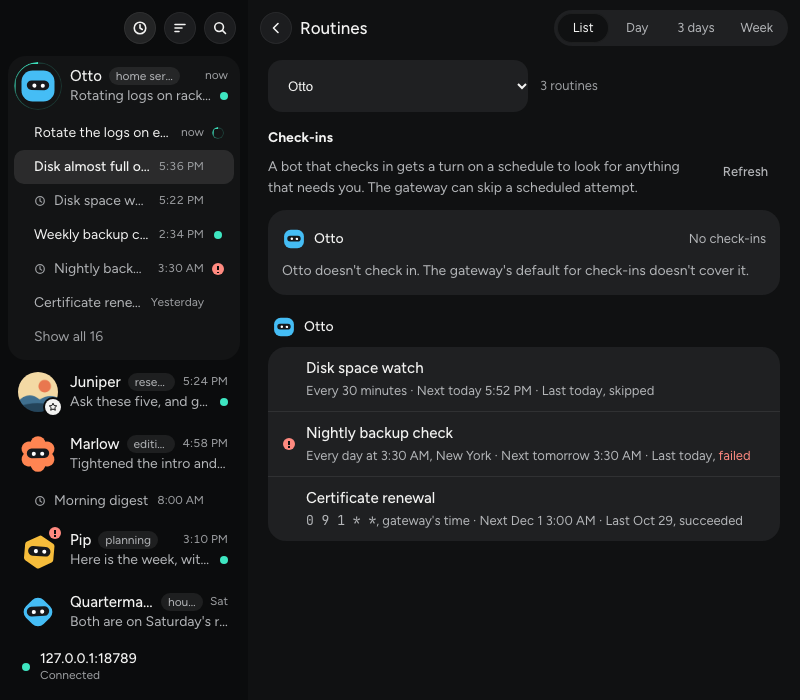 Otto home ser... now
Rotating logs on rack...
Rotate the logs on e... now
Disk almost full o... 5:36 PM
Disk space w... 5:22 PM
Weekly backup c... 2:34 PM
Nightly back... 3:30 AM
Certificate rene... Yesterday
Show all 16
Juniper rese... 5:24 PM
Ask these five, and g...
Marlow editi... 4:58 PM
Tightened the intro and...
Morning digest 8:00 AM
Pip planning 3:10 PM
Here is the week, wit...
Quarterma... hou... Sat
Both are on Saturday's r...
127.0.0.1:18789
Connected
Routines
List Day 3 days Week
Otto 3 routines
Check-ins
A bot that checks in gets a turn on a schedule to look for anything
that needs you. The gateway can skip a scheduled attempt.
Refresh
Otto No check-ins
Otto doesn't check in. The gateway's default for check-ins doesn't cover it.
Otto
Disk space watch
Every 30 minutes · Next today 5:52 PM · Last today, skipped
Nightly backup check
Every day at 3:30 AM, New York · Next tomorrow 3:30 AM · Last today, failed
Certificate renewal
0 9 1 * *, gateway's time · Next Dec 1 3:00 AM · Last Oct 29, succeeded